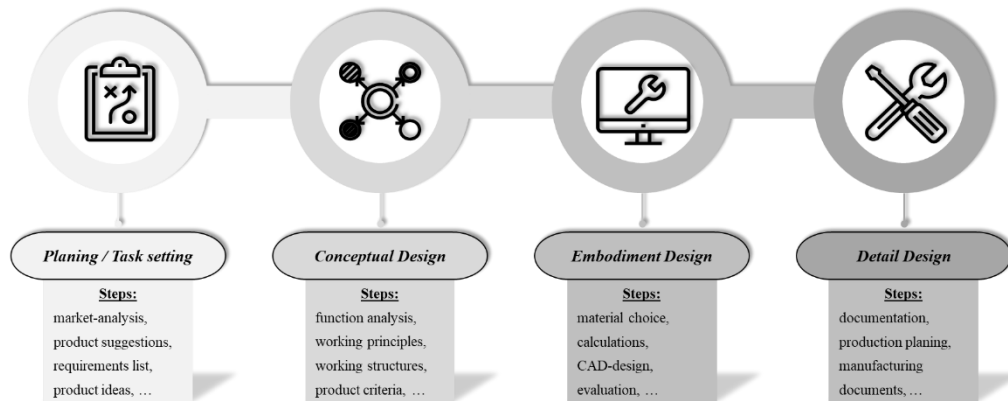 Planing / Task setting
Steps:
market-analysis,
product suggestions,
requirements list,
product ideas, …
Conceptual Design
Steps:
function analysis,
working principles,
working structures,
product criteria, …
Embodiment Design
Steps:
material choice,
calculations,
CAD-design,
evaluation, …
Detail Design
Steps:
documentation,
production planing,
manufacturing
documents, …